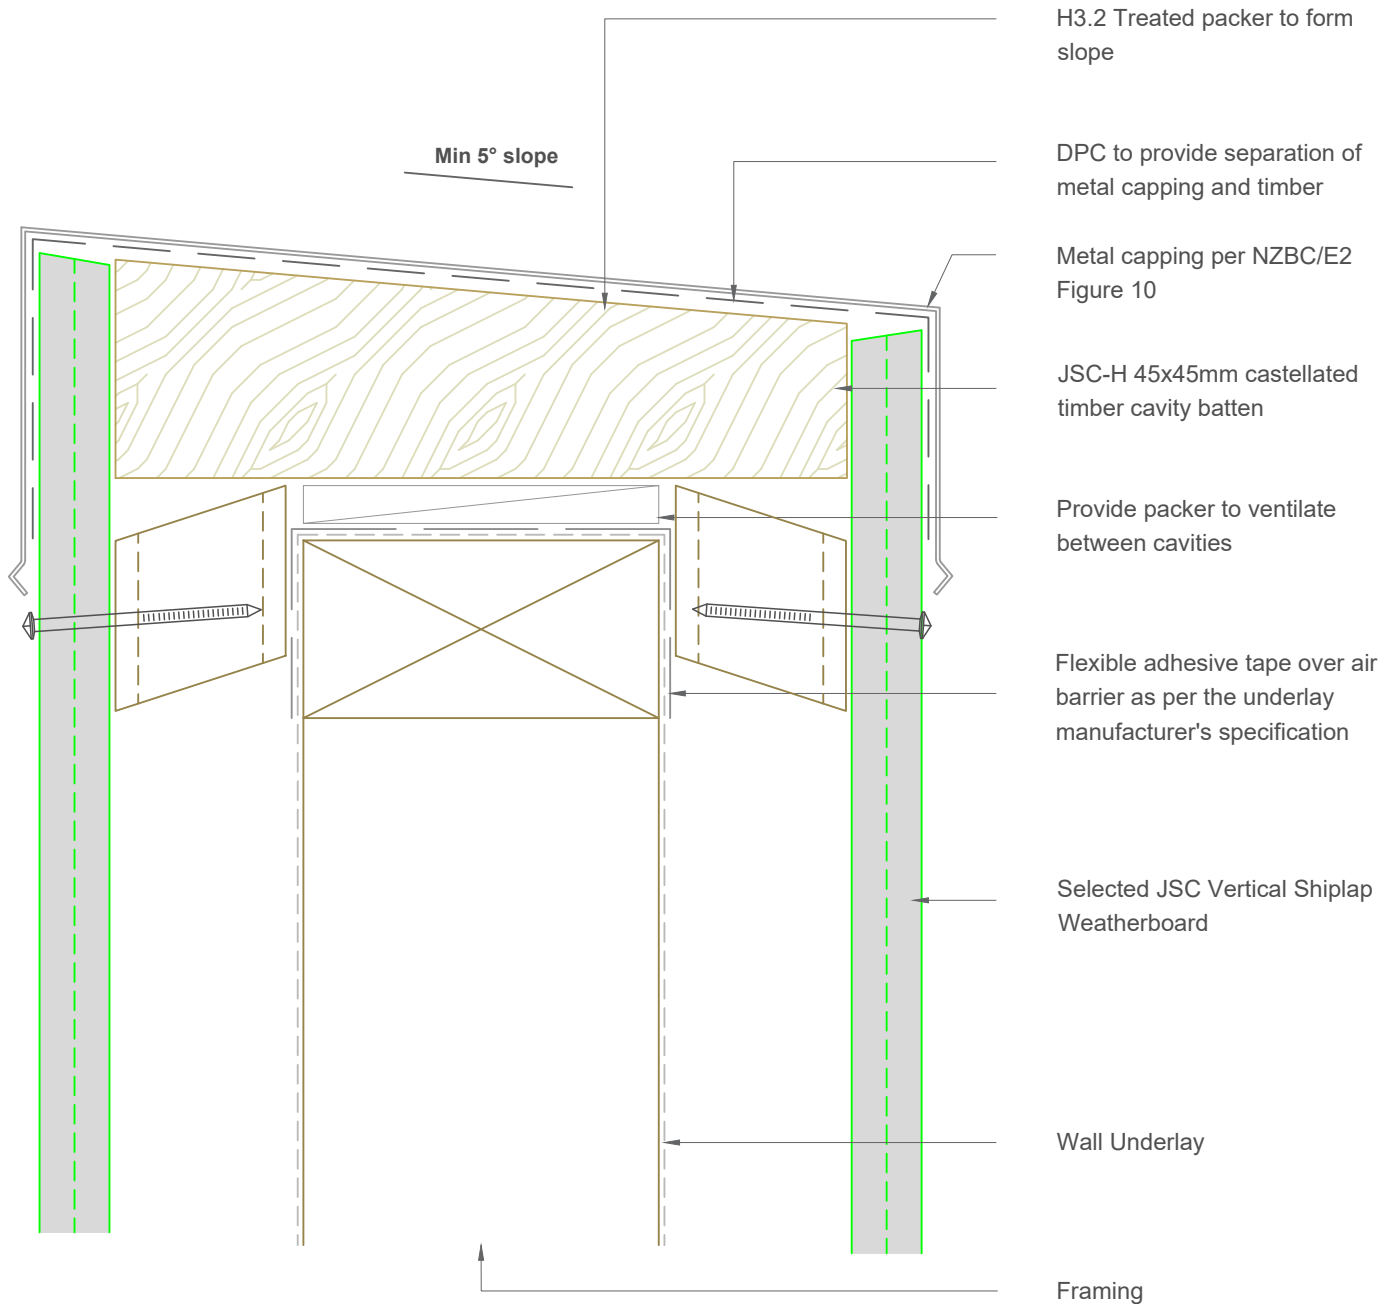 H3.2 Treated packer to form
slope
Min 5° slope
DPC to provide separation of
metal capping and timber
Metal capping per NZBC/E2
Figure 10
JSC-H 45x45mm castellated
timber cavity batten
Provide packer to ventilate
between cavities
Flexible adhesive tape over air
barrier as per the underlay
manufacturer's specification
Selected JSC Vertical Shiplap
Weatherboard
Wall Underlay
Framing